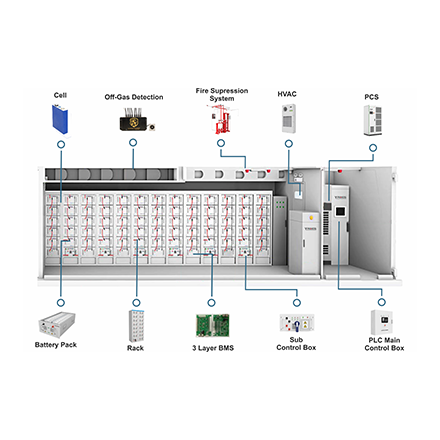 Cell
Off-Gas Detection
Fire Supression
System
HVAC
PCS
Battery Pack
Rack
3 Layer BMS
Sub
Control Box
PLC Main
Control Box